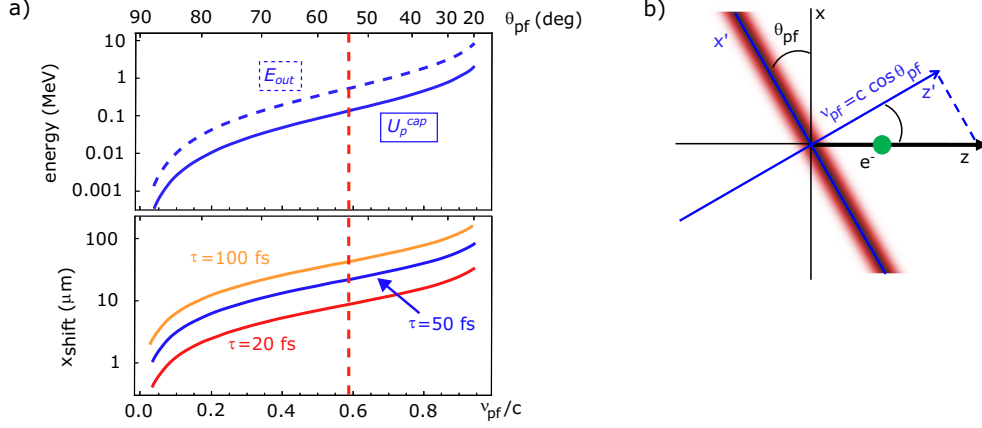 a)
90 80 70 60 50 40 30 20 θpf (deg)
10
1
0.1
0.01
0.001
energy (MeV)
Eout
Up^cap
100
10
1
xshift (μm)
τ=100 fs
τ=50 fs
τ=20 fs
0.0 0.2 0.4 0.6 0.8 νpf/c
b)
x
x'
θpf
νpf=c cosθpf
z'
e-
z